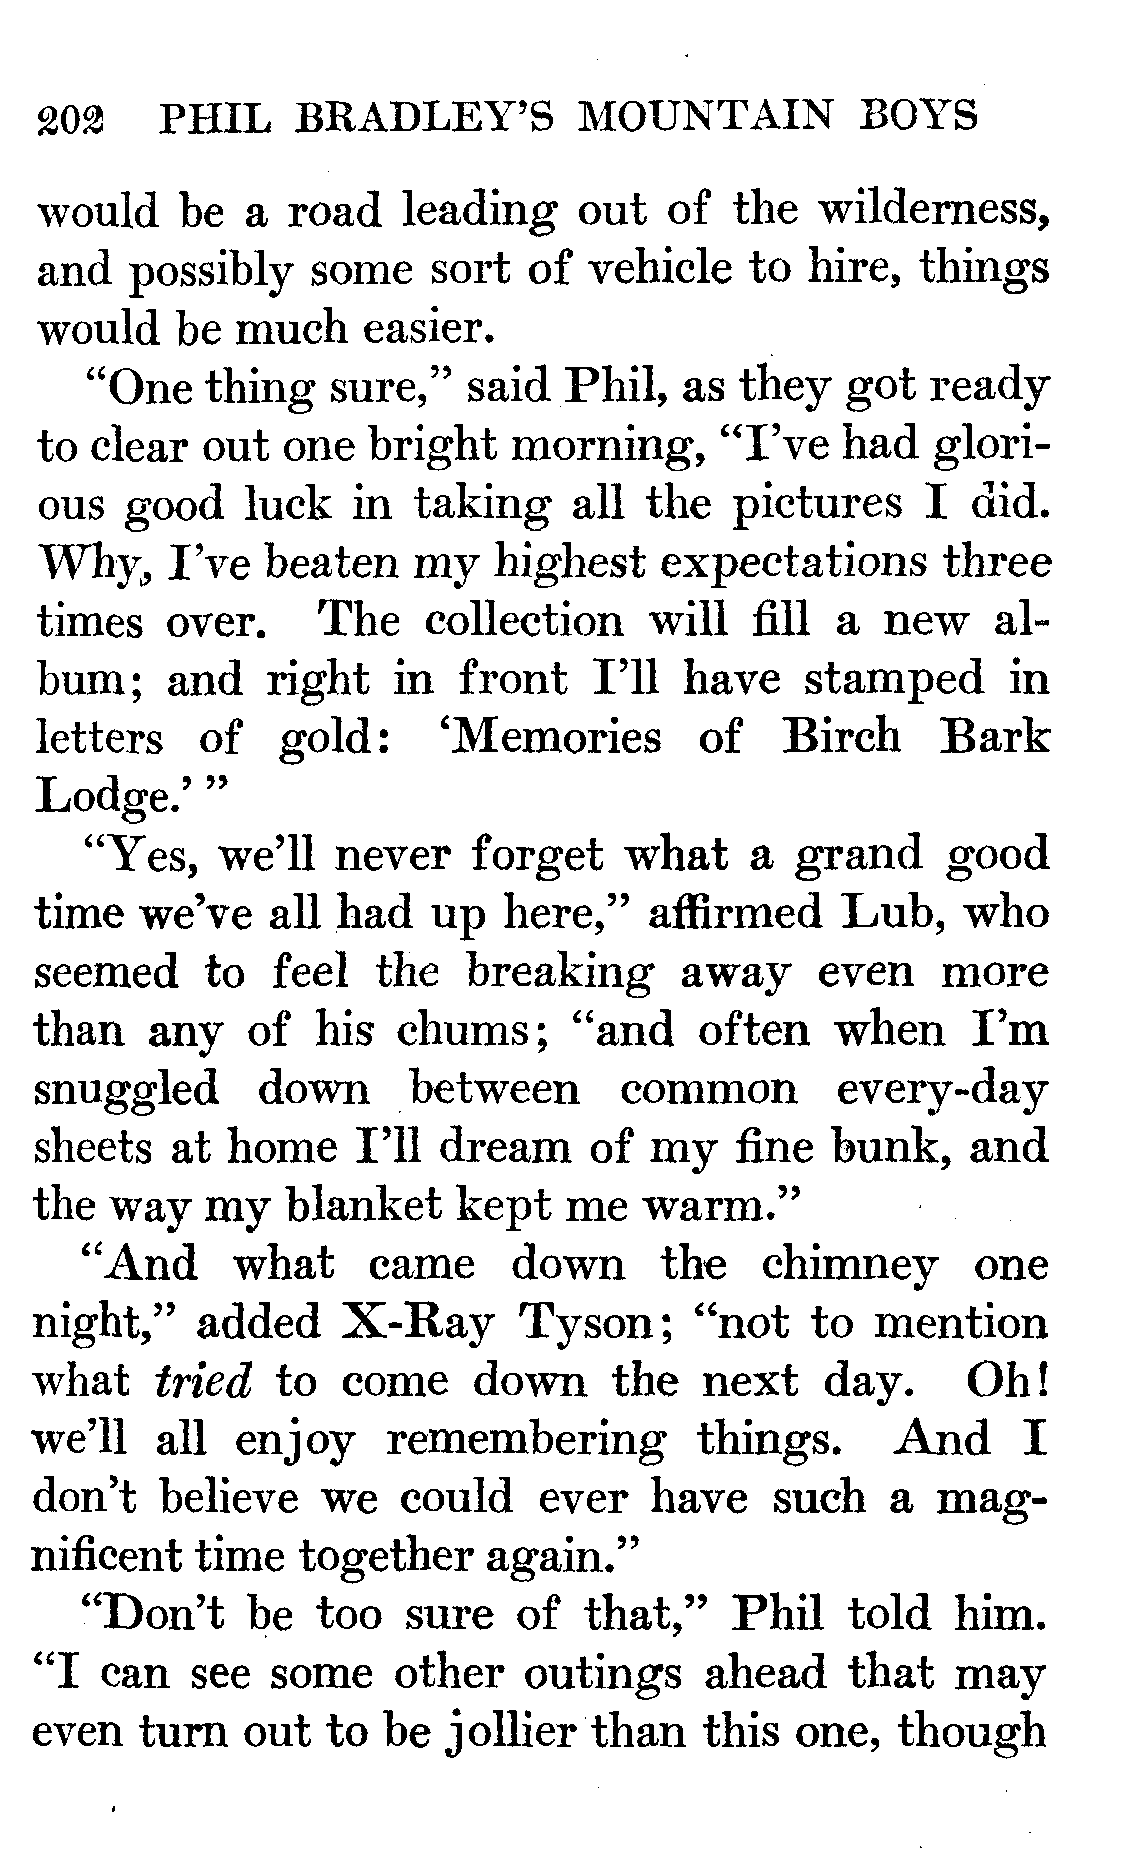 202 PHIL BRADLEY'S MOUNTAIN BOYS
would be a road leading out of the wilderness,
and possibly some sort of vehicle to hire, things
would be much easier.
“One thing sure,” said Phil, as they got ready
to clear out one bright morning, “I've had glori-
ous good luck in taking all the pictures I did.
Why, I've beaten my highest expectations three
times over. The collection will fill a new al-
bum; and right in front I'll have stamped in
letters of gold: ‘Memories of Birch Bark
Lodge.’ ”
“Yes, we'll never forget what a grand good
time we've all had up here,” affirmed Lub, who
seemed to feel the breaking away even more
than any of his chums; “and often when I'm
snuggled down between common every-day
sheets at home I'll dream of my fine bunk, and
the way my blanket kept me warm.”
“And what came down the chimney one
night,” added X-Ray Tyson; “not to mention
what tried to come down the next day. Oh!
we'll all enjoy remembering things. And I
don't believe we could ever have such a mag-
nificent time together again.”
“Don't be too sure of that,” Phil told him.
“I can see some other outings ahead that may
even turn out to be jollier than this one, though